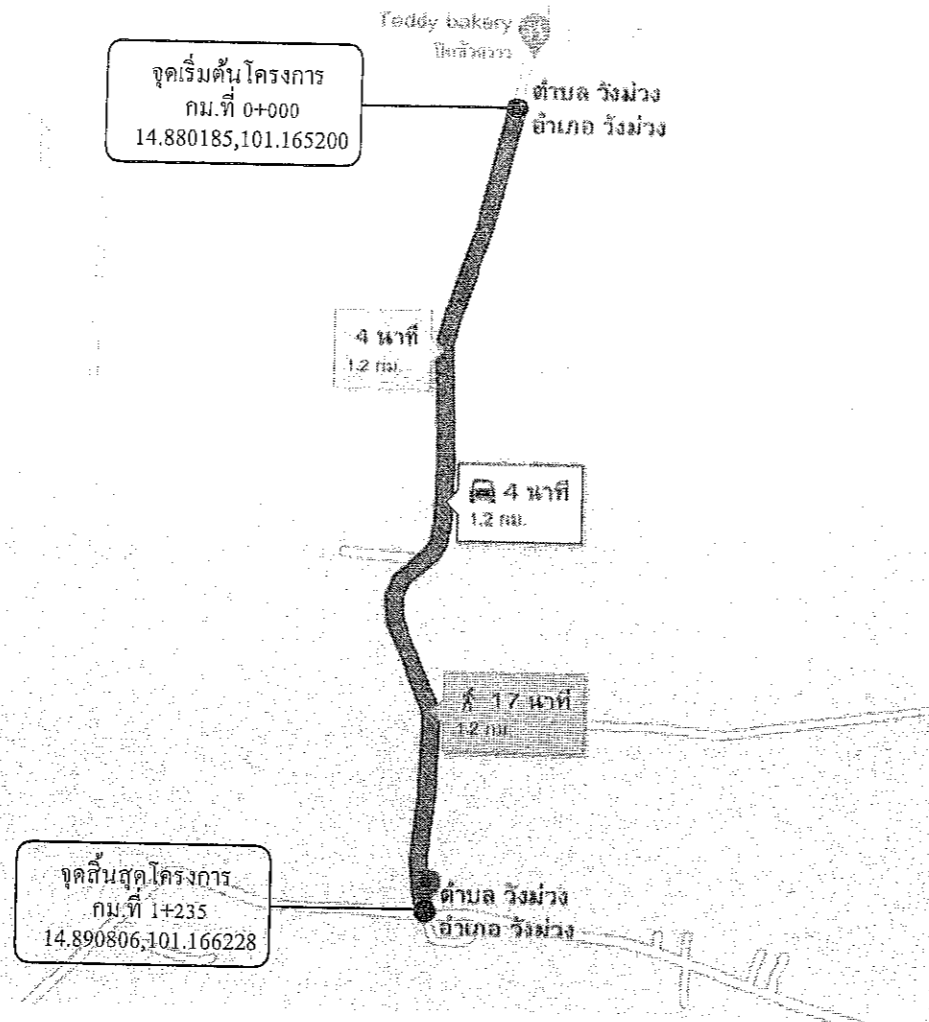 Teddy bakery
จุดเริ่มต้นโครงการ
กม.ที่ 0+000
14.880185,101.165200
ตำบล วังม่วง
อำเภอ วังม่วง
4 นาที
1.2 กม.
4 นาที
1.2 กม.
17 นาที
1.2 กม.
จุดสิ้นสุดโครงการ
กม.ที่ 1+235
14.890806,101.166228
ตำบล วังม่วง
อำเภอ วังม่วง